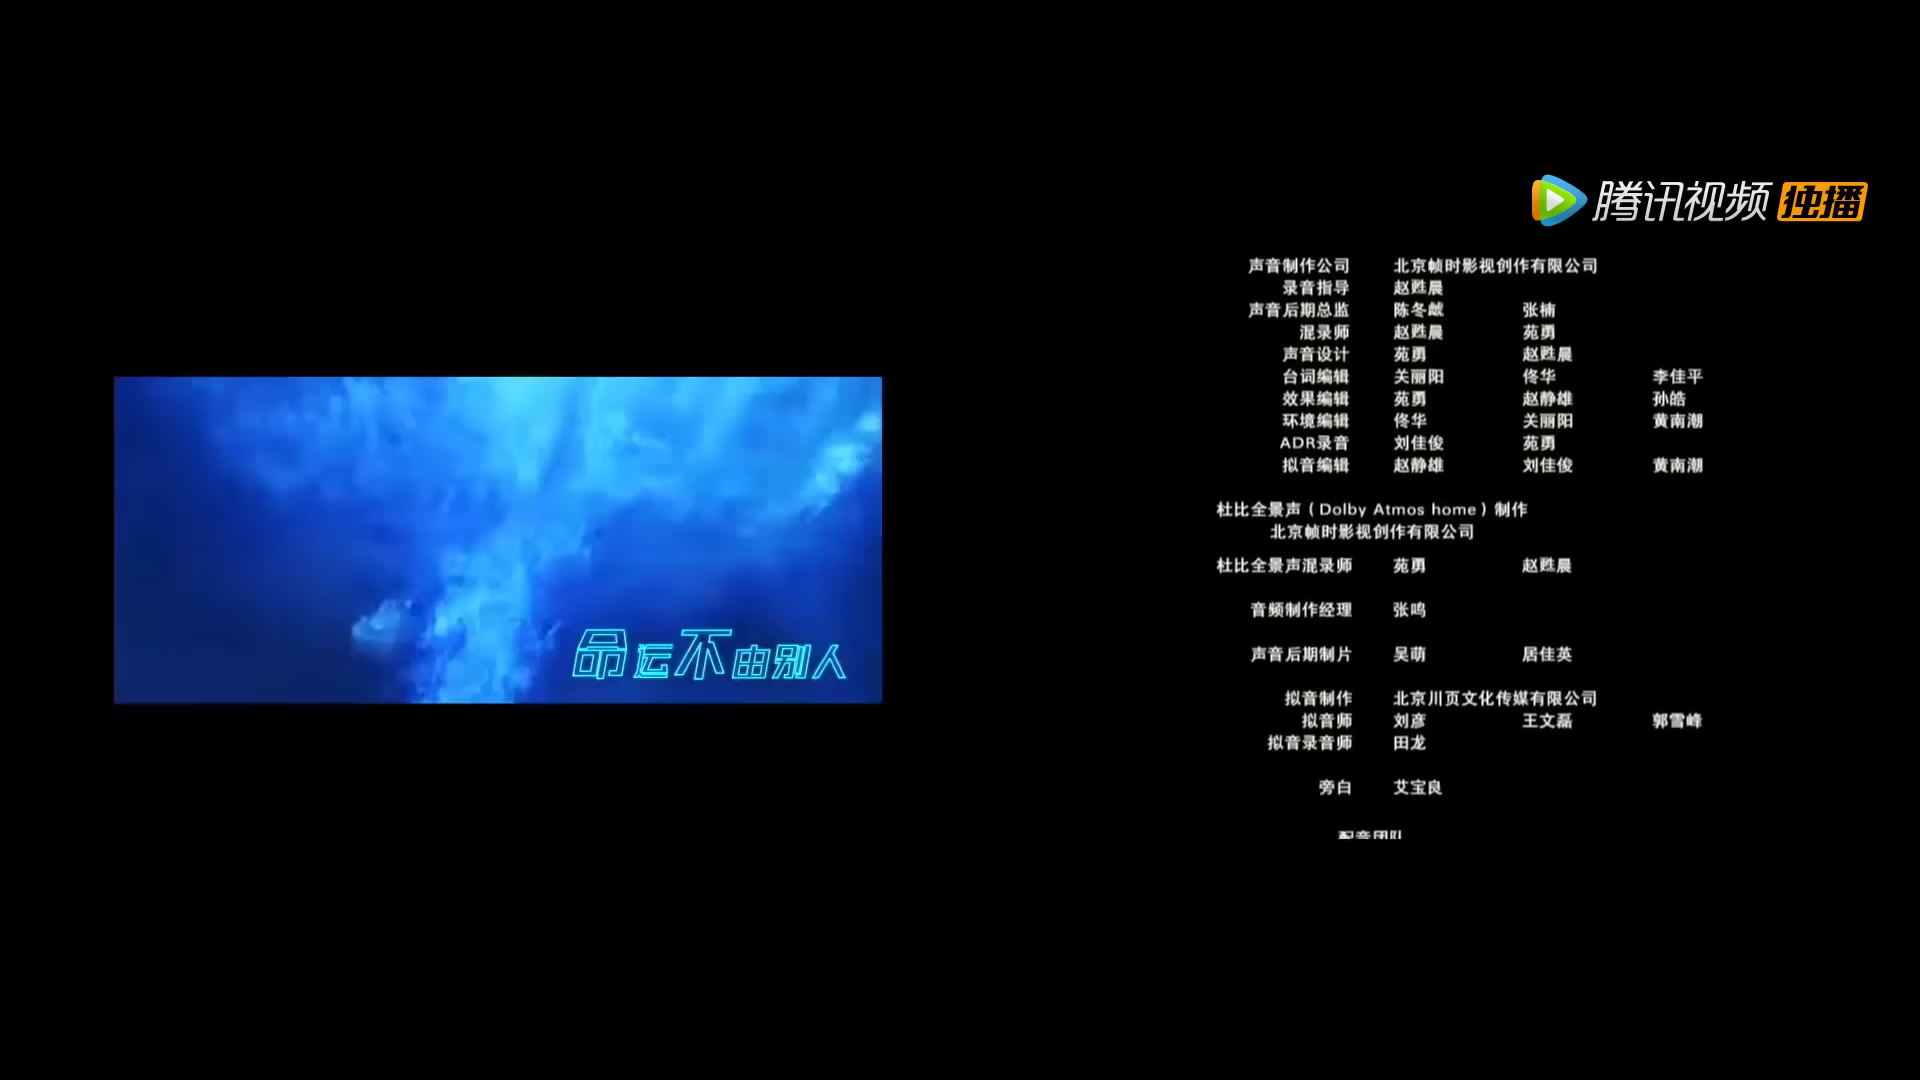 腾讯视频 独播
声音制作公司 北京帧时影视创作有限公司
录音指导 赵甦晨
声音后期总监 陈冬虣 张楠
混录师 赵甦晨 苑勇
声音设计 苑勇 赵甦晨
台词编辑 关丽阳 佟华 李佳平
效果编辑 苑勇 赵静雄 孙皓
环境编辑 佟华 关丽阳 黄南潮
ADR录音 刘佳俊 苑勇
拟音编辑 赵静雄 刘佳俊 黄南潮
杜比全景声（Dolby Atmos home）制作
北京帧时影视创作有限公司
杜比全景声混录师 苑勇 赵甦晨
音频制作经理 张鸣
声音后期制片 吴萌 居佳英
拟音制作 北京川页文化传媒有限公司
拟音师 刘彦 王文磊 郭雪峰
拟音录音师 田龙
旁白 艾宝良
配音团队
命运不由别人